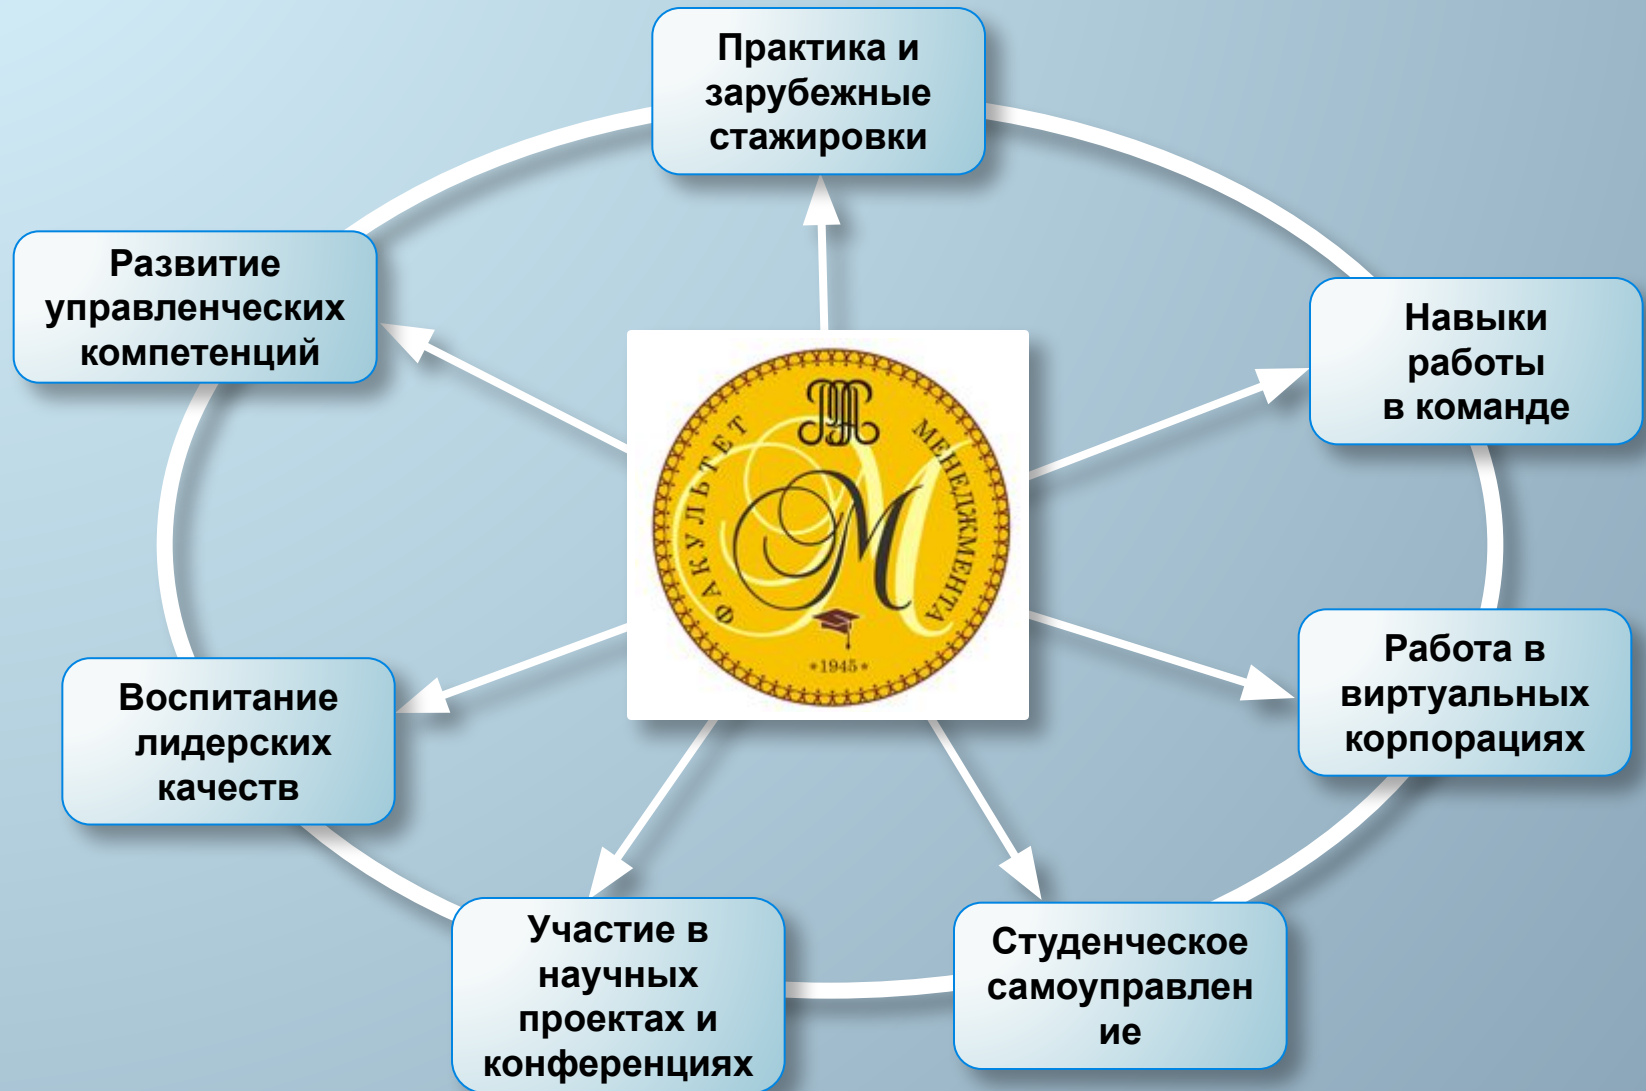 Практика и
зарубежные
стажировки
Развитие
управленческих
компетенций
Навыки
работы
в команде
ФАКУЛЬТЕТ
МЕНЕДЖМЕНТА
М
*1945*
Работа в
виртуальных
корпорациях
Воспитание
лидерских
качеств
Участие в
научных
проектах и
конференциях
Студенческое
самоуправлен
ие